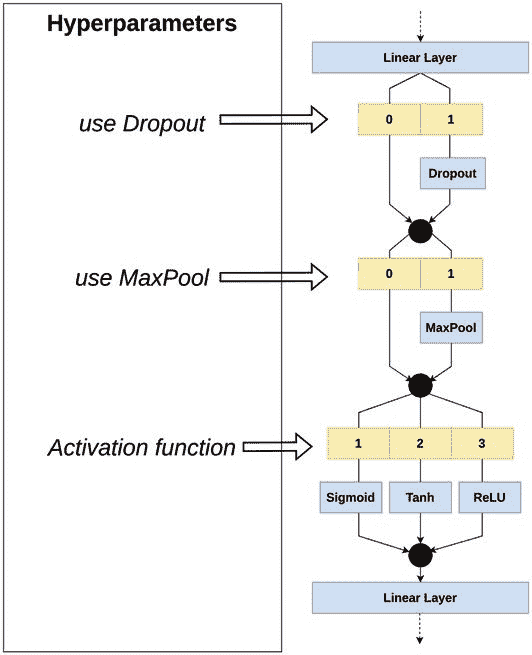 Hyperparameters
Linear Layer
use Dropout
0 1
Dropout
use MaxPool
0 1
MaxPool
Activation function
1 2 3
Sigmoid Tanh ReLU
Linear Layer